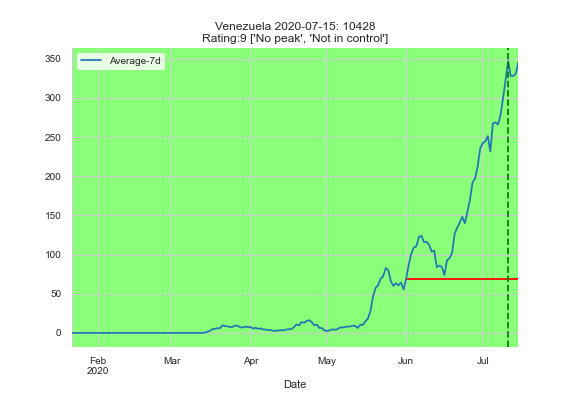 Venezuela 2020-07-15: 10428
Rating:9 ['No peak', 'Not in control']
Average-7d
350
300
250
200
150
100
50
0
Feb
2020
Mar
Apr
May
Jun
Jul
Date